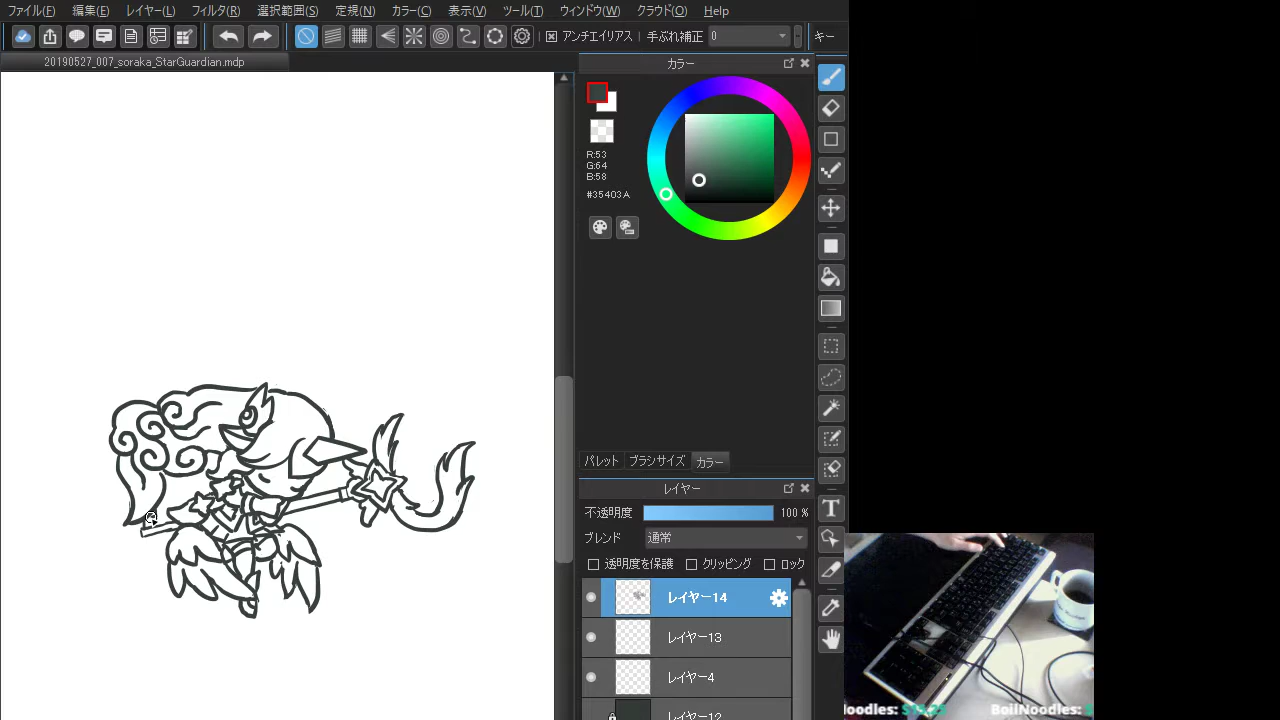 ファイル(F) 編集(E) レイヤー(L) フィルタ(R) 選択範囲(S) 定規(N) カラー(C) 表示(V) ツール(T) ウィンドウ(W) クラウド(O) Help
アンチエイリアス 手ぶれ補正 0 キー
20190527_007_soraka_StarGuardian.mdp
カラー
R:53
G:64
B:58
#35403A
パレット ブラシサイズ カラー
レイヤー
不透明度 100 %
ブレンド 通常
透明度を保護 クリッピング ロック
レイヤー14
レイヤー13
レイヤー4
レイヤー12
T
BoilNoodles: $